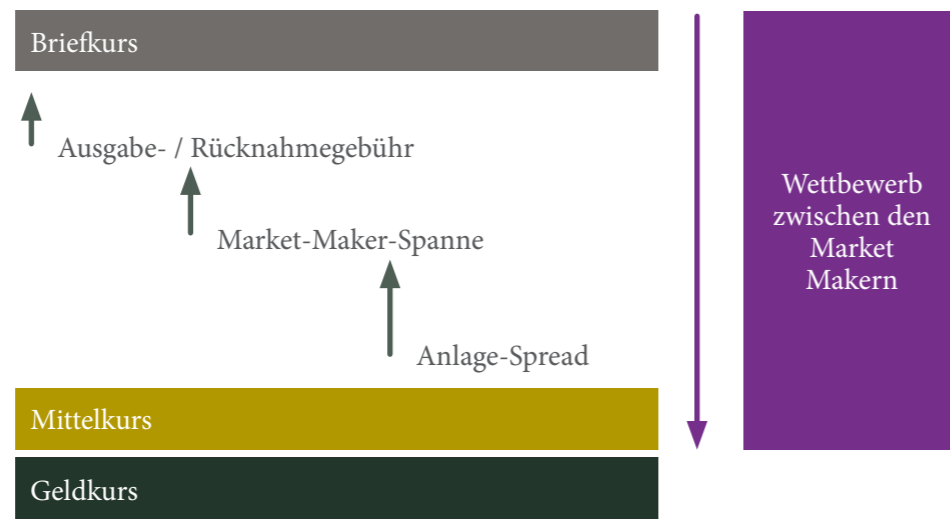 Briefkurs
Ausgabe- / Rücknahmegebühr
Market-Maker-Spanne
Anlage-Spread
Mittelkurs
Geldkurs
Wettbewerb
zwischen den
Market
Makern